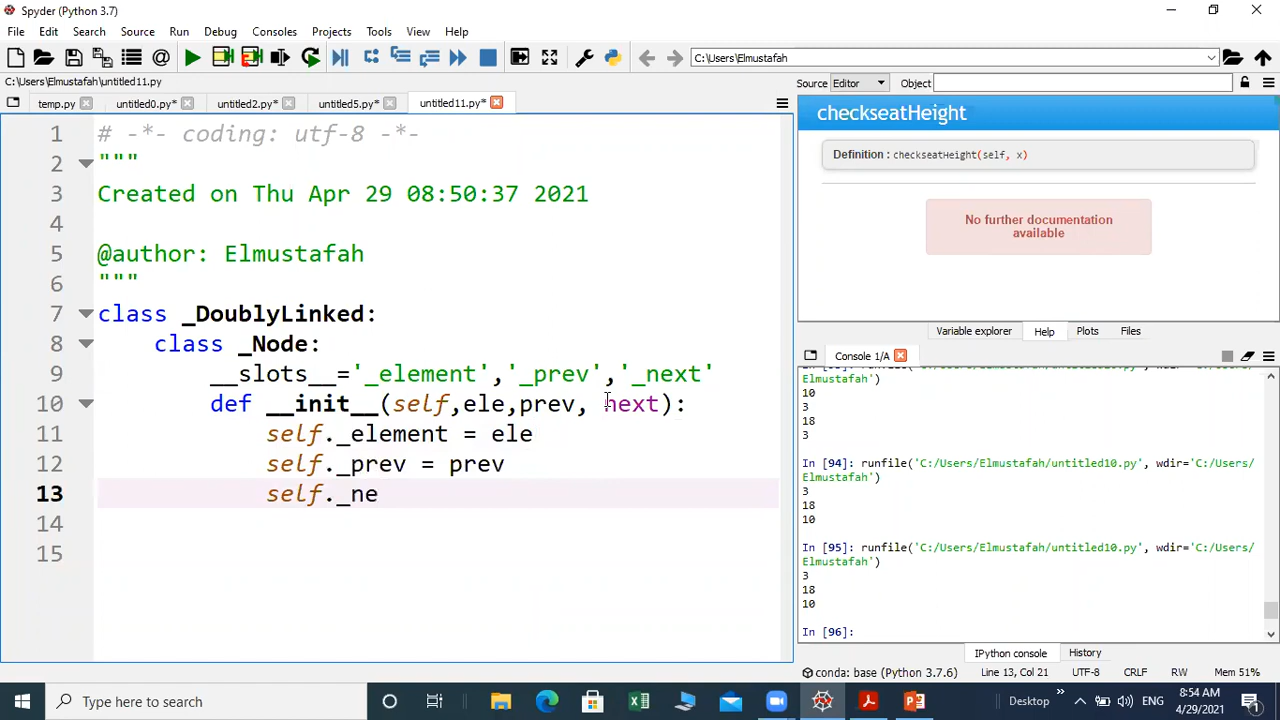 Spyder (Python 3.7)
File Edit Search Source Run Debug Consoles Projects Tools View Help
C:\Users\Elmustafah
C:\Users\Elmustafah\untitled11.py
temp.py untitled0.py* untitled2.py* untitled5.py* untitled11.py*
1 # -*- coding: utf-8 -*-
2 """
3 Created on Thu Apr 29 08:50:37 2021
4
5 @author: Elmustafah
6 """
7 class _DoublyLinked:
8 class _Node:
9 __slots__='_element','_prev','_next'
10 def __init__(self,ele,prev, next):
11 self._element = ele
12 self._prev = prev
13 self._ne
14
15
Source Editor Object
checkseatHeight
Definition : checkseatHeight(self, x)
No further documentation
available
Variable explorer Help Plots Files
Console 1/A
Elmustafah')
10
3
18
3
In [94]: runfile('C:/Users/Elmustafah/untitled10.py', wdir='C:/Users/
Elmustafah')
3
18
10
In [95]: runfile('C:/Users/Elmustafah/untitled10.py', wdir='C:/Users/
Elmustafah')
3
18
10
In [96]:
IPython console History
conda: base (Python 3.7.6) Line 13, Col 21 UTF-8 CRLF RW Mem 51%
Type here to search
Desktop ENG
8:54 AM
4/29/2021